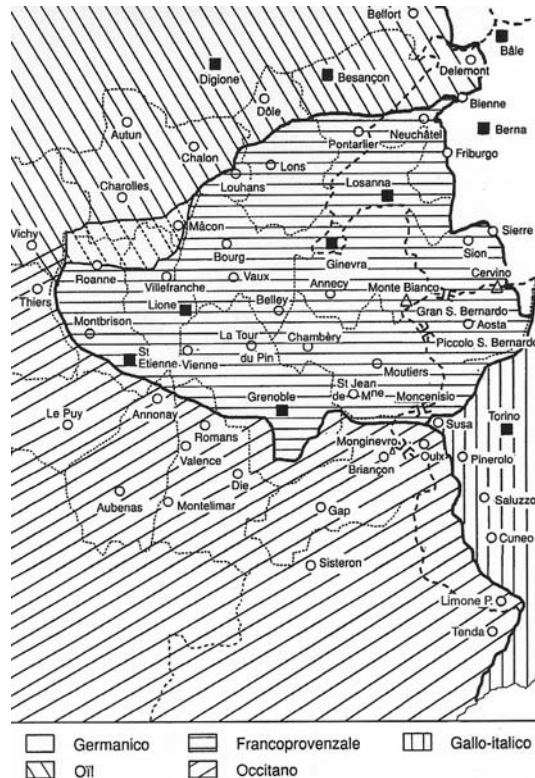 Belfort
Bâle
Digione
Besançon
Delemont
Dôle
Bienne
Autun
Neuchâtel
Berna
Pontarlier
Chalon
Friburgo
Lons
Charolles
Louhans
Losanna
Mâcon
Vichy
Sierre
Bourg
Sion
Ginevra
Cervino
Roanne
Villefranche
Vaux
Annecy
Monte Bianco
Thiers
Lione
Belley
Gran S. Bernardo
Aosta
Montbrison
La Tour
du Pin
Chambèry
Piccolo S. Bernardo
St
Etienne
Vienne
Moutiers
St Jean
de Mne
Moncenisio
Annonay
Grenoble
Le Puy
Susa
Torino
Romans
Monginevro
Valence
Oulx
Briançon
Pinerolo
Die
Aubenas
Montelimar
Gap
Saluzzo
Cuneo
Sisteron
Limone P.
Tenda
Germanico
Francoprovenzale
Gallo-italico
Oïl
Occitano